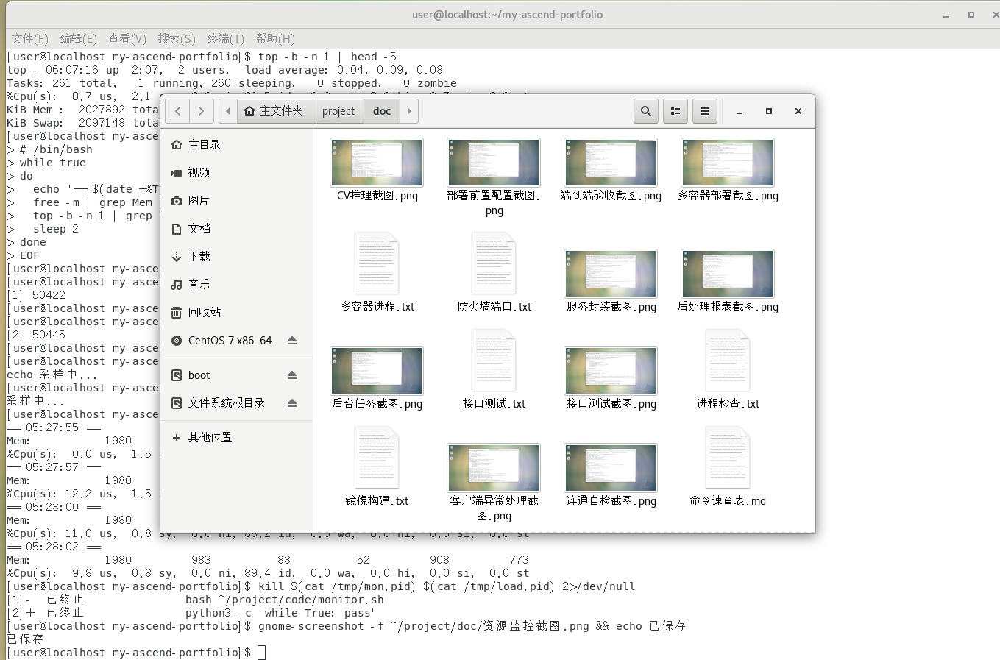 user@localhost:~/my-ascend-portfolio
文件(F) 编辑(E) 查看(V) 搜索(S) 终端(T) 帮助(H)
[user@localhost my-ascend-portfolio]$ top -b -n 1 | head -5
top - 06:07:16 up  2:07,  2 users,  load average: 0.04, 0.09, 0.08
Tasks: 261 total,   1 running, 260 sleeping,   0 stopped,   0 zombie
%Cpu(s):  0.7 us,  2.1
KiB Mem :  2027892 tota
KiB Swap:  2097148 tota
[user@localhost my-asce
> #!/bin/bash
> while true
> do
>   echo "== $(date +%T
>   free -m | grep Mem
>   top -b -n 1 | grep
>   sleep 2
> done
> EOF
[user@localhost my-asce
[user@localhost my-asce
[1] 50422
[user@localhost my-asce
[user@localhost my-asce
[2] 50445
[user@localhost my-asce
[user@localhost my-asce
echo 采样中...
[user@localhost my-asce
采样中...
[user@localhost my-asce
== 05:27:55 ==
Mem:           1980
%Cpu(s):  0.0 us,  1.5
== 05:27:57 ==
Mem:           1980
%Cpu(s): 12.2 us,  1.5
== 05:28:00 ==
Mem:           1980
%Cpu(s): 11.0 us,  0.8 sy,  0.0 ni, 88.2 id,  0.0 wa,  0.0 hi,  0.0 si,  0.0 st
== 05:28:02 ==
Mem:           1980         983          88          52         908         773
%Cpu(s):  9.8 us,  0.8 sy,  0.0 ni, 89.4 id,  0.0 wa,  0.0 hi,  0.0 si,  0.0 st
[user@localhost my-ascend-portfolio]$ kill $(cat /tmp/mon.pid) $(cat /tmp/load.pid) 2>/dev/null
[1]-  已终止               bash ~/project/code/monitor.sh
[2]+  已终止               python3 -c 'while True: pass'
[user@localhost my-ascend-portfolio]$ gnome-screenshot -f ~/project/doc/资源监控截图.png && echo 已保存
已保存
[user@localhost my-ascend-portfolio]$
主文件夹 project doc
主目录
视频
图片
文档
下载
音乐
回收站
CentOS 7 x86_64
boot
文件系统根目录
其他位置
CV推理截图.png 部署前置配置截图. 端到端验收截图.png 多容器部署截图.png
png
多容器进程.txt 防火墙端口.txt 服务封装截图.png 后处理报表截图.png
后台任务截图.png 接口测试.txt 接口测试截图.png 进程检查.txt
镜像构建.txt 客户端异常处理截 连通自检截图.png 命令速查表.md
图.png